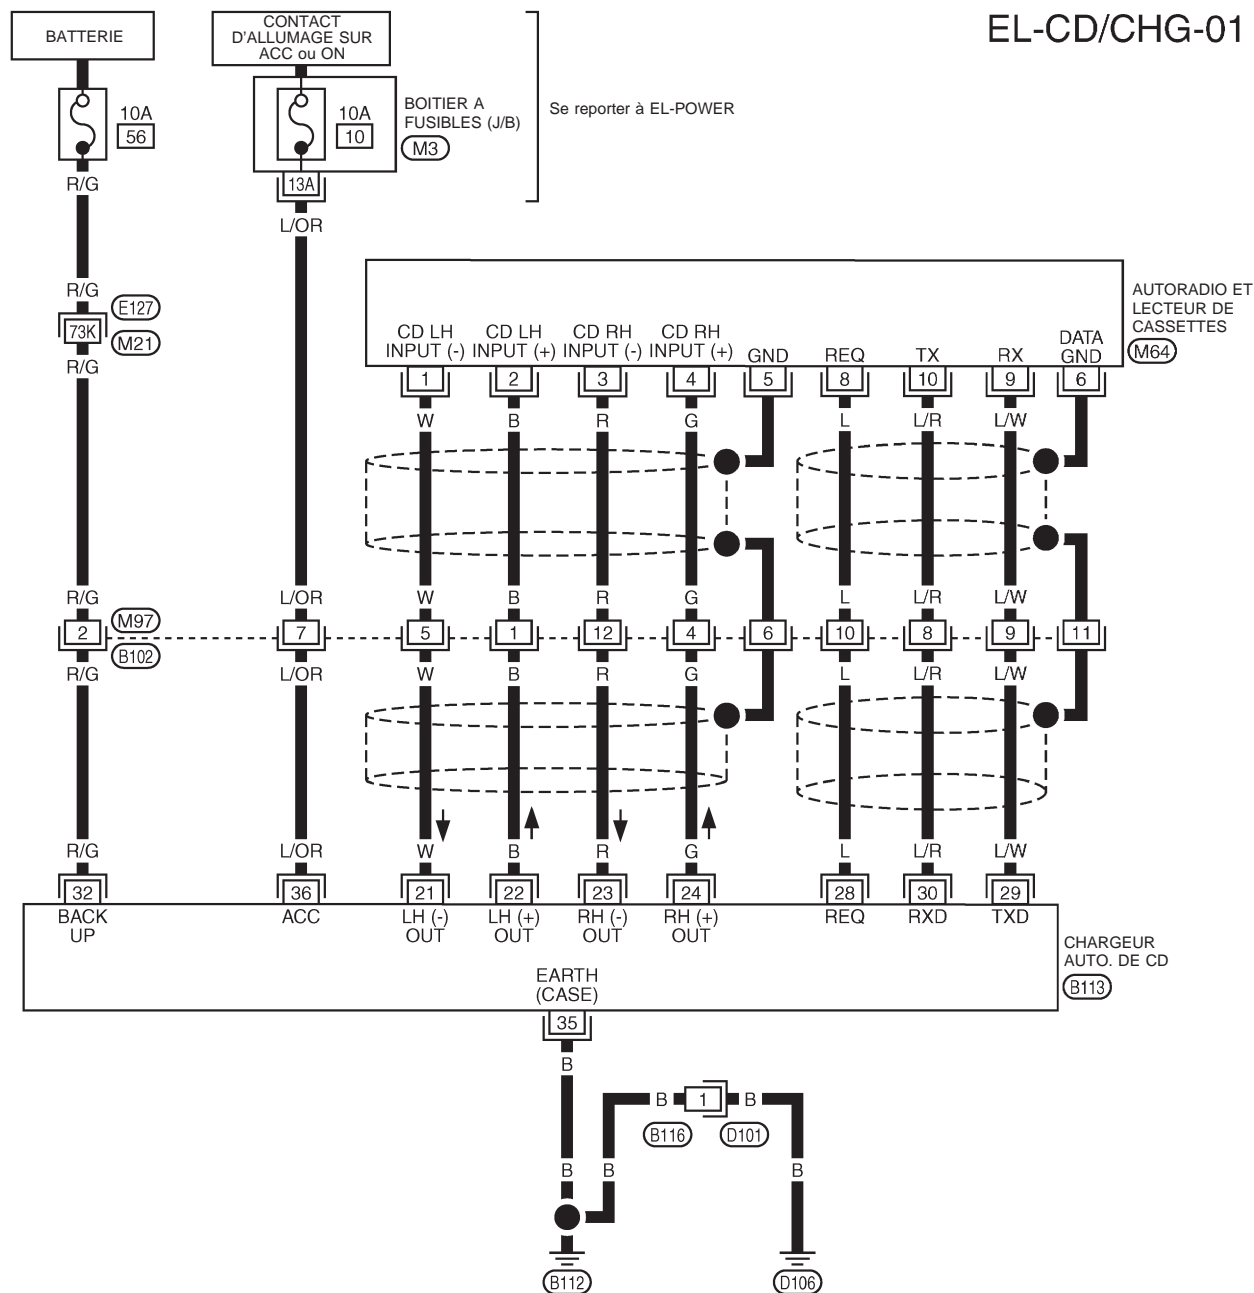 EL-CD/CHG-01
BATTERIE
CONTACT
D'ALLUMAGE SUR
ACC ou ON
10A
56
10A
10
BOITIER A
FUSIBLES (J/B)
M3
Se reporter à EL-POWER
R/G
13A
L/OR
R/G
E127
73K
M21
R/G
AUTORADIO ET
LECTEUR DE
CASSETTES
M64
CD LH
INPUT (-)
CD LH
INPUT (+)
CD RH
INPUT (-)
CD RH
INPUT (+)
GND
REQ
TX
RX
DATA
GND
1 2 3 4 5 8 10 9 6
W B R G L L/R L/W
R/G L/OR W B R G L L/R L/W
M97
2 7 5 1 12 4 6 10 8 9 11
B102
R/G L/OR W B R G L L/R L/W
R/G L/OR W B R G L L/R L/W
32 36 21 22 23 24 28 30 29
BACK
UP
ACC
LH (-)
OUT
LH (+)
OUT
RH (-)
OUT
RH (+)
OUT
REQ
RXD
TXD
CHARGEUR
AUTO. DE CD
B113
EARTH
(CASE)
35
B
B 1 B
B116 D101
B B B
B112 D106